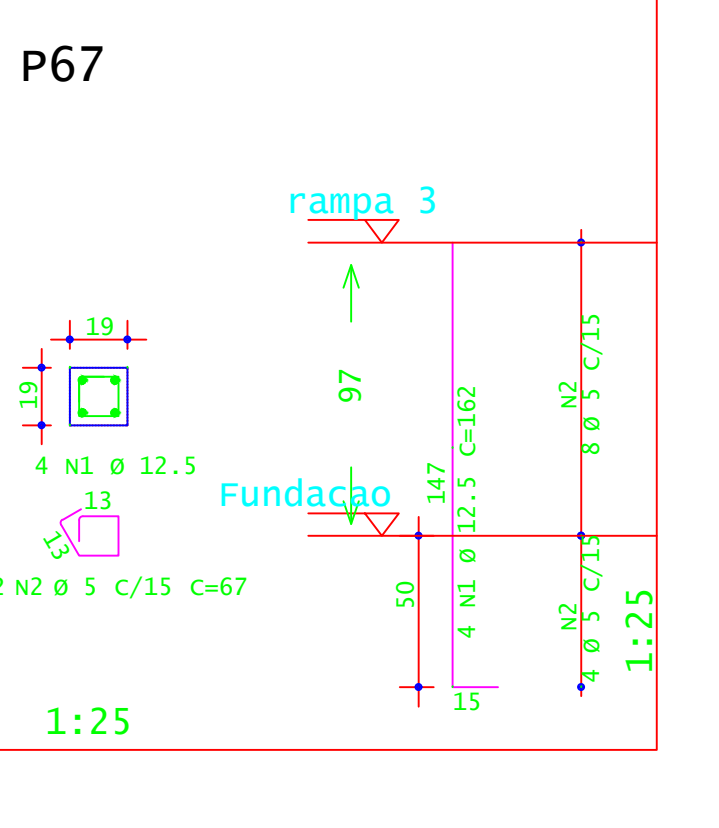 P67
rampa 3
19
19
4 N1 Ø 12.5
97
N2
8 Ø 5 C/15
147
4 N1 Ø 12.5 C=162
Fundacao
13
13
2 N2 Ø 5 C/15 C=67
50
N2
4 Ø 5 C/15
15
1:25
1:25